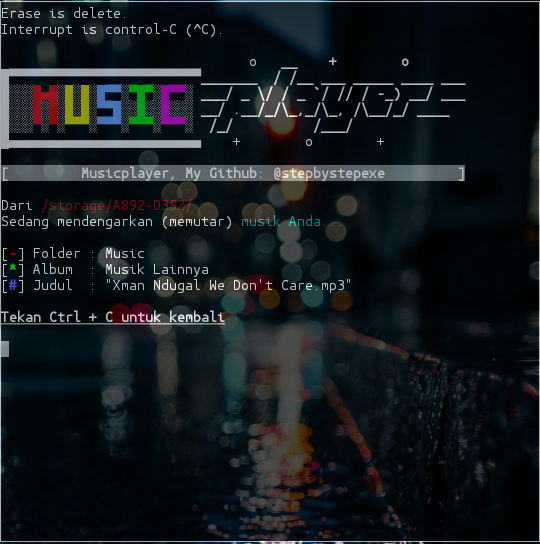 Erase is delete.
Interrupt is control-C (^C).
MUSIC player
[ Musicplayer, My Github: @stepbystepexe ]
Dari /storage/A892-D3527
Sedang mendengarkan (memutar) musik Anda...
[-] Folder : Music
[*] Album : Musik Lainnya
[#] Judul : "Xman Ndugal We Don't Care.mp3"
Tekan Ctrl + C untuk kembali